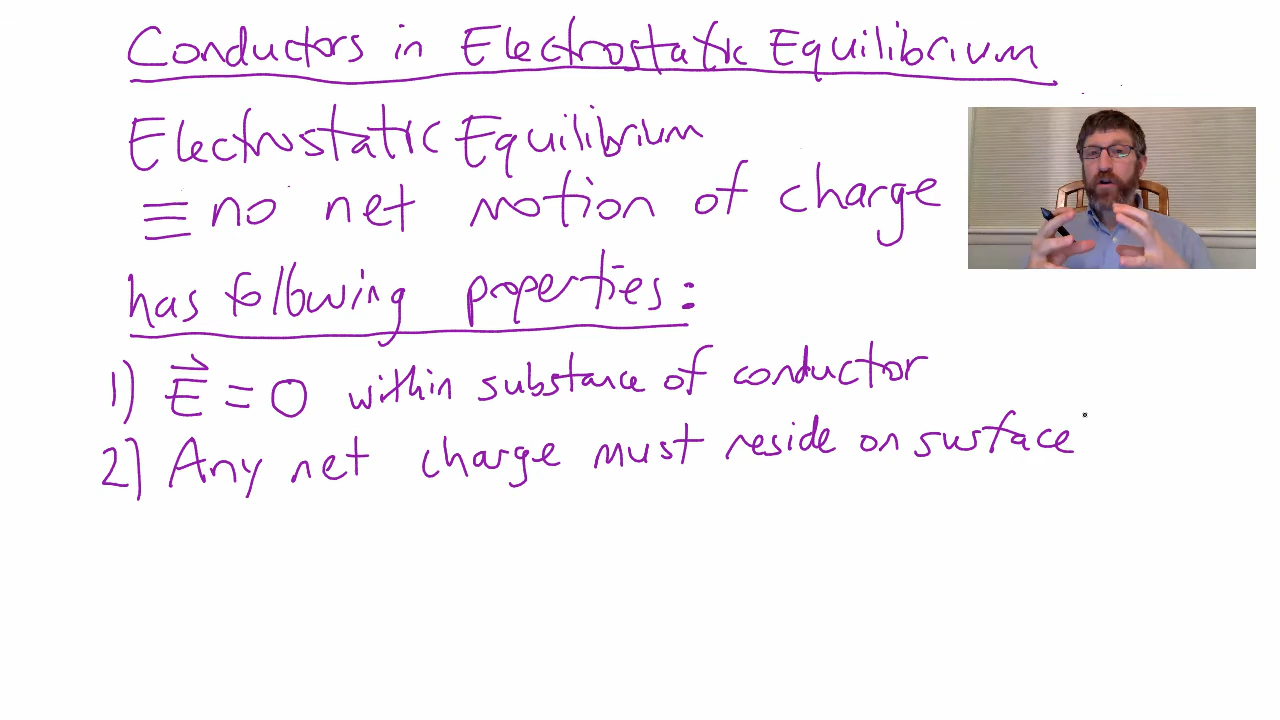 Conductors in Electrostatic Equilibrium
Electrostatic Equilibrium
≡ no net motion of charge
has following properties:
1) E⃗ = 0 within substance of conductor
2) Any net charge must reside on surface